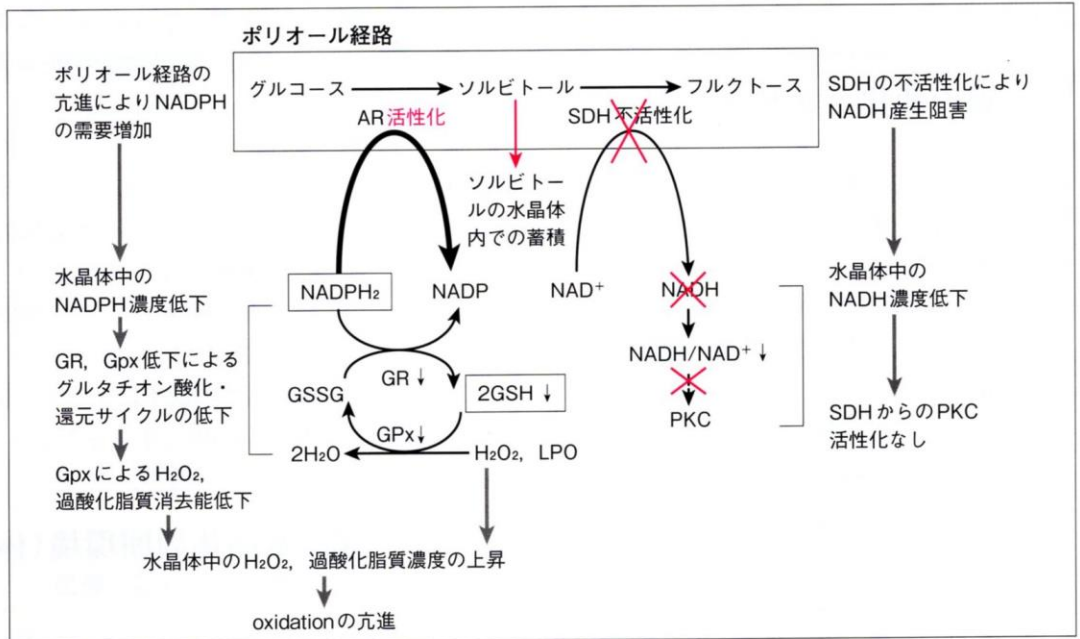 ポリオール経路
グルコース
ソルビトール
フルクトース
AR活性化
SDH不活性化
ポリオール経路の
亢進によりNADPH
の需要増加
水晶体中の
NADPH濃度低下
GR, Gpx低下による
グルタチオン酸化・
還元サイクルの低下
Gpxによる H₂O₂,
過酸化脂質消去能低下
ソルビトー
ルの水晶体
内での蓄積
NADPH₂
NADP
NAD⁺
NADH
GR↓
GSSG
2GSH↓
GPx↓
2H₂O
H₂O₂, LPO
NADH/NAD⁺↓
PKC
SDHの不活性化により
NADH産生阻害
水晶体中の
NADH濃度低下
SDHからのPKC
活性化なし
水晶体中のH₂O₂, 過酸化脂質濃度の上昇
oxidationの亢進